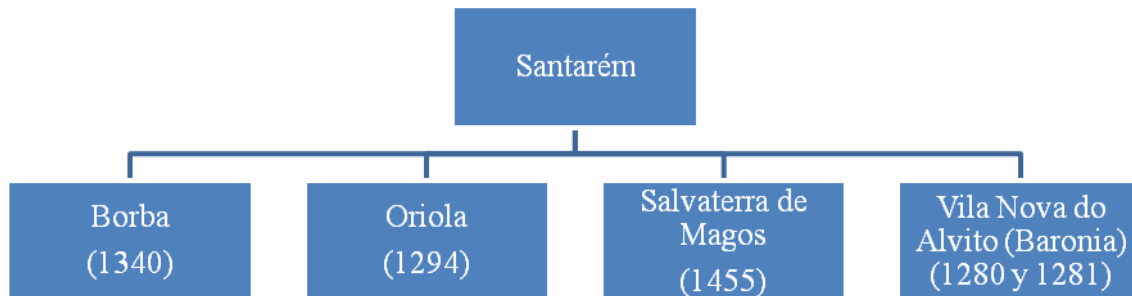 Santarém
Borba
(1340)
Oriola
(1294)
Salvaterra de
Magos
(1455)
Vila Nova do
Alvito (Baronia)
(1280 y 1281)